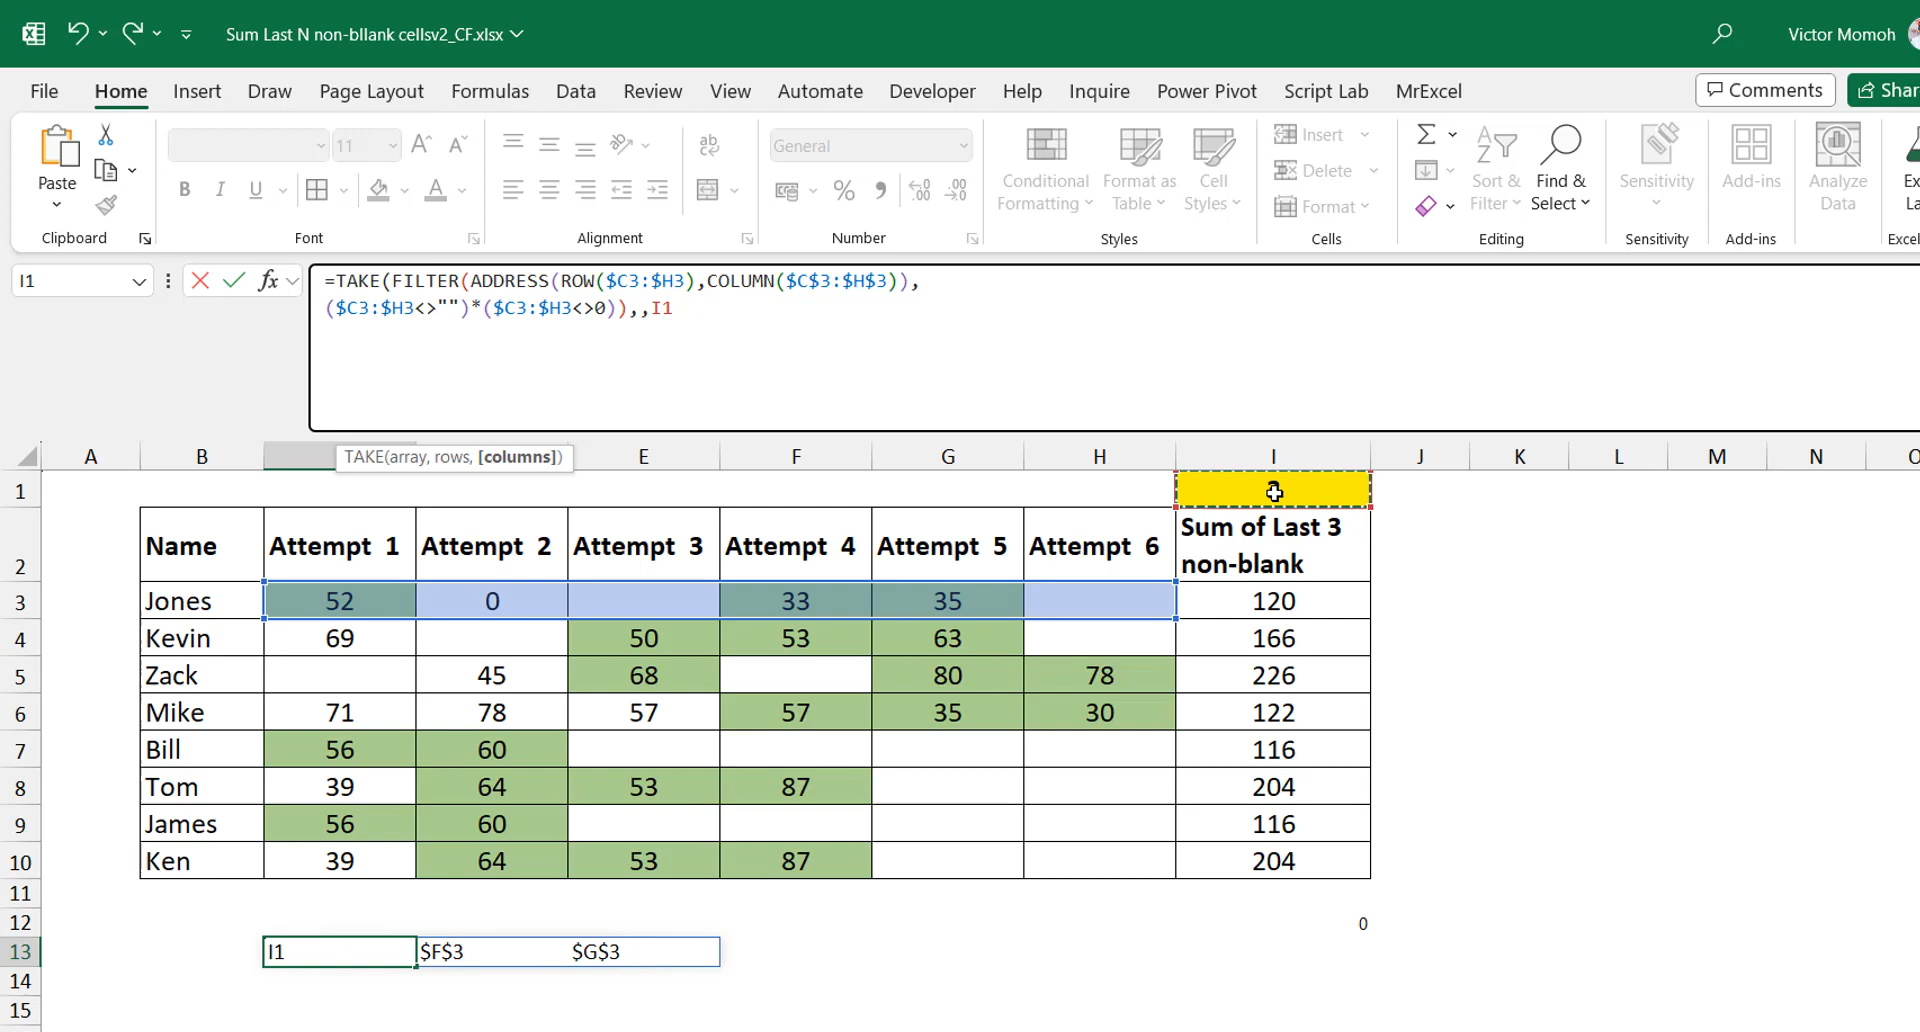 Sum Last N non-bllank cellsv2_CF.xlsx
Victor Momoh
File Home Insert Draw Page Layout Formulas Data Review View Automate Developer Help Inquire Power Pivot Script Lab MrExcel
Comments
Shar
Paste
Clipboard
11
B I U
Font
ab
Alignment
General
%
Number
Conditional Formatting
Format as Table
Cell Styles
Styles
Insert
Delete
Format
Cells
Sort & Filter
Find & Select
Editing
Sensitivity
Sensitivity
Add-ins
Add-ins
Analyze Data
Ex
La
Excel
I1
fx
=TAKE(FILTER(ADDRESS(ROW($C3:$H3),COLUMN($C$3:$H$3)),
($C3:$H3<>"")*($C3:$H3<>0)),,I1
TAKE(array, rows, [columns])
A B E F G H I J K L M N O
1
2 Name Attempt 1 Attempt 2 Attempt 3 Attempt 4 Attempt 5 Attempt 6 Sum of Last 3
non-blank
3 Jones 52 0 33 35 120
4 Kevin 69 50 53 63 166
5 Zack 45 68 80 78 226
6 Mike 71 78 57 57 35 30 122
7 Bill 56 60 116
8 Tom 39 64 53 87 204
9 James 56 60 116
10 Ken 39 64 53 87 204
11
12 0
13 I1 $F$3 $G$3
14
15